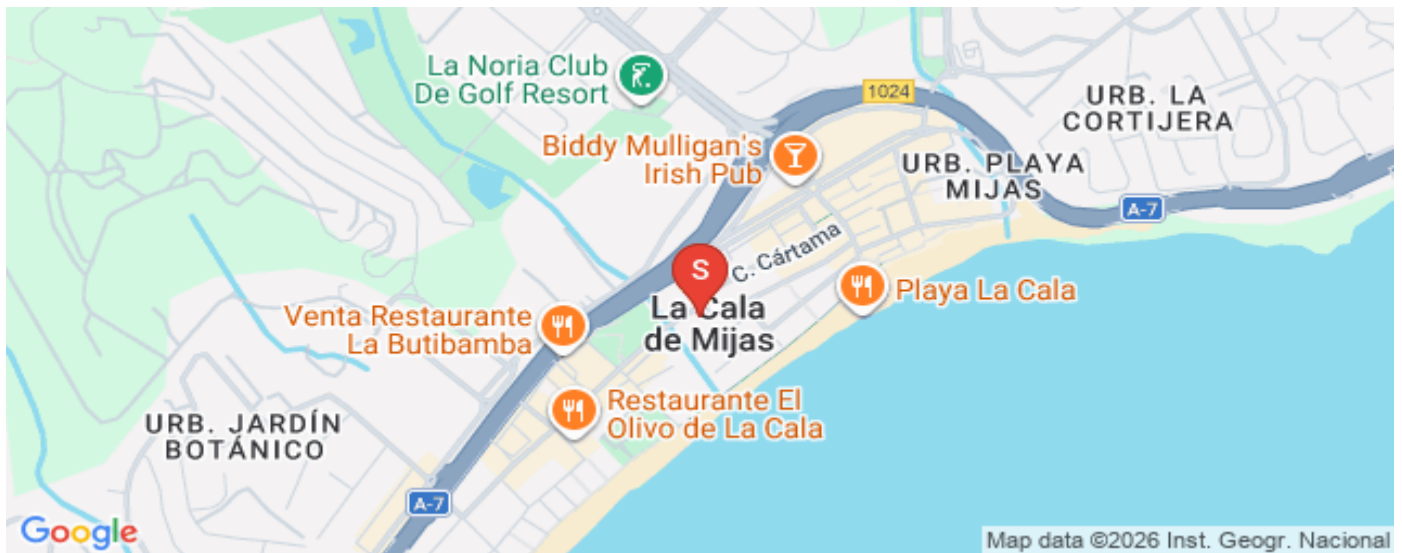 La Noria Club
De Golf Resort
1024
URB. LA
CORTIJERA
Biddy Mulligan's
Irish Pub
URB. PLAYA
MIJAS
A-7
S
C. Cártama
Playa La Cala
La Cala
de Mijas
Venta Restaurante
La Butibamba
Restaurante El
Olivo de La Cala
URB. JARDÍN
BOTÁNICO
A-7
Google
Map data ©2026 Inst. Geogr. Nacional